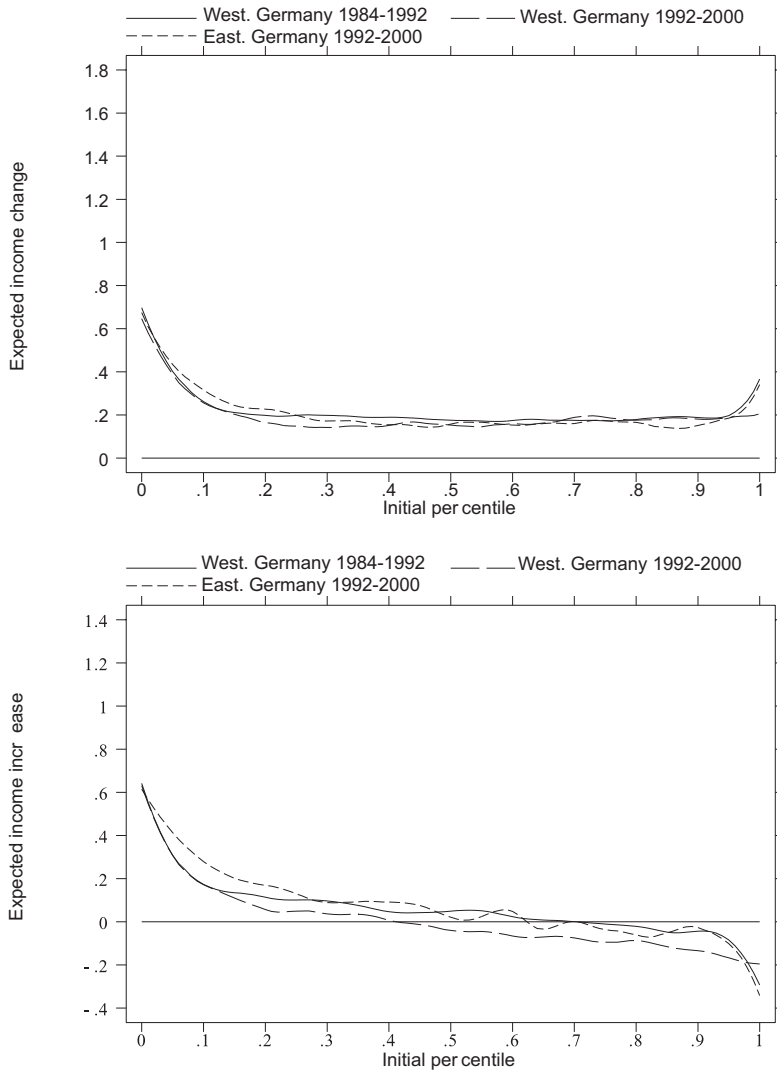 West. Germany 1984-1992 West. Germany 1992-2000
East. Germany 1992-2000
Expected income change
1.8
1.6
1.4
1.2
1
.8
.6
.4
.2
0
0 .1 .2 .3 .4 .5 .6 .7 .8 .9 1
Initial per centile
West. Germany 1984-1992 West. Germany 1992-2000
East. Germany 1992-2000
Expected income incr ease
1.4
1.2
1
.8
.6
.4
.2
0
- .2
- .4
0 .1 .2 .3 .4 .5 .6 .7 .8 .9 1
Initial per centile